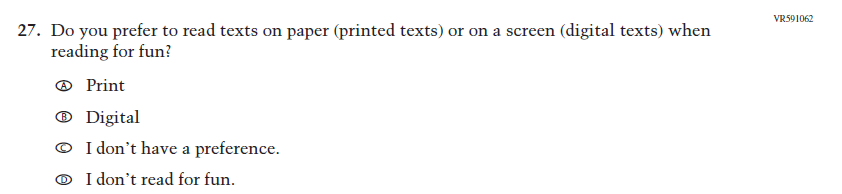 VR591062
27. Do you prefer to read texts on paper (printed texts) or on a screen (digital texts) when
reading for fun?
Ⓐ Print
Ⓑ Digital
Ⓒ I don’t have a preference.
Ⓓ I don’t read for fun.